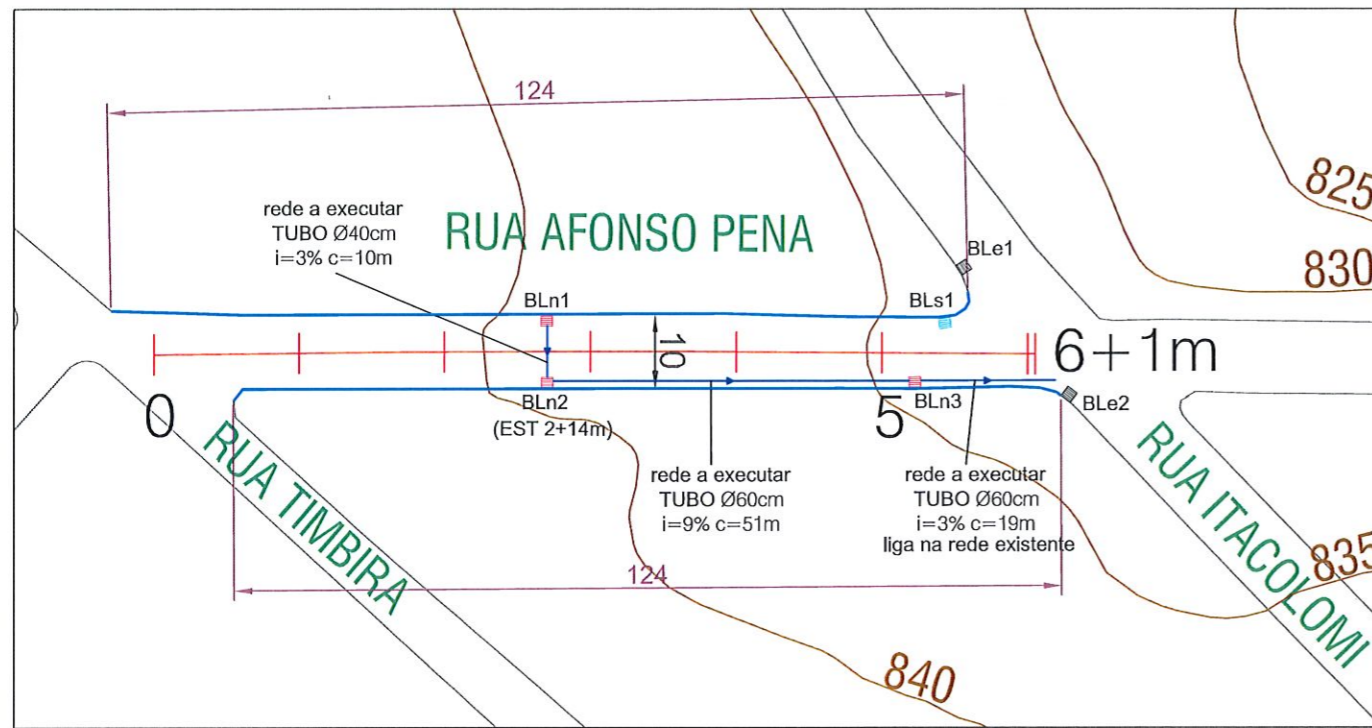 124
rede a executar
TUBO Ø40cm
i=3% c=10m
RUA AFONSO PENA
825
830
BLe1
BLn1
BLs1
10
6+1m
0
BLn2
(EST 2+14m)
5
BLn3
BLe2
RUA TIMBIRA
rede a executar
TUBO Ø60cm
i=9% c=51m
rede a executar
TUBO Ø60cm
i=3% c=19m
liga na rede existente
RUA ITACOLOMI
835
124
840